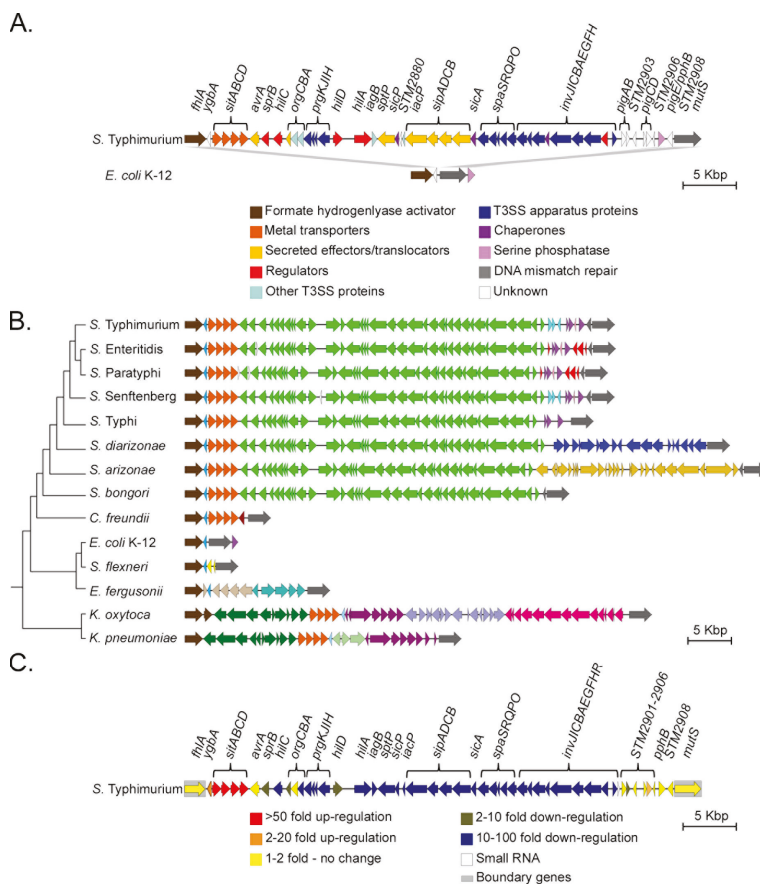 A.
fhlA
ygbA
sitABCD
avrA
sprB
hilC
orgCBA
prgKJIH
hilD
hilA
iagB
sptP
sicP
STM2880
iacP
sipADCB
sicA
spaSRQPO
invJICBAEGFH
pigAB
STM2903
pigCD
STM2906
pigE/pphB
STM2908
mutS
S. Typhimurium
E. coli K-12
5 Kbp
Formate hydrogenlyase activator
Metal transporters
Secreted effectors/translocators
Regulators
Other T3SS proteins
T3SS apparatus proteins
Chaperones
Serine phosphatase
DNA mismatch repair
Unknown
B.
S. Typhimurium
S. Enteritidis
S. Paratyphi
S. Senftenberg
S. Typhi
S. diarizonae
S. arizonae
S. bongori
C. freundii
E. coli K-12
S. flexneri
E. fergusonii
K. oxytoca
K. pneumoniae
5 Kbp
C.
fhlA
ygbA
sitABCD
avrA
sprB
hilC
orgCBA
prgKJIH
hilD
hilA
iagB
sptP
sicP
iacP
sipADCB
sicA
spaSRQPO
invJICBAEGFHR
STM2901-2906
pphB
STM2908
mutS
S. Typhimurium
5 Kbp
>50 fold up-regulation
2-20 fold up-regulation
1-2 fold - no change
2-10 fold down-regulation
10-100 fold down-regulation
Small RNA
Boundary genes